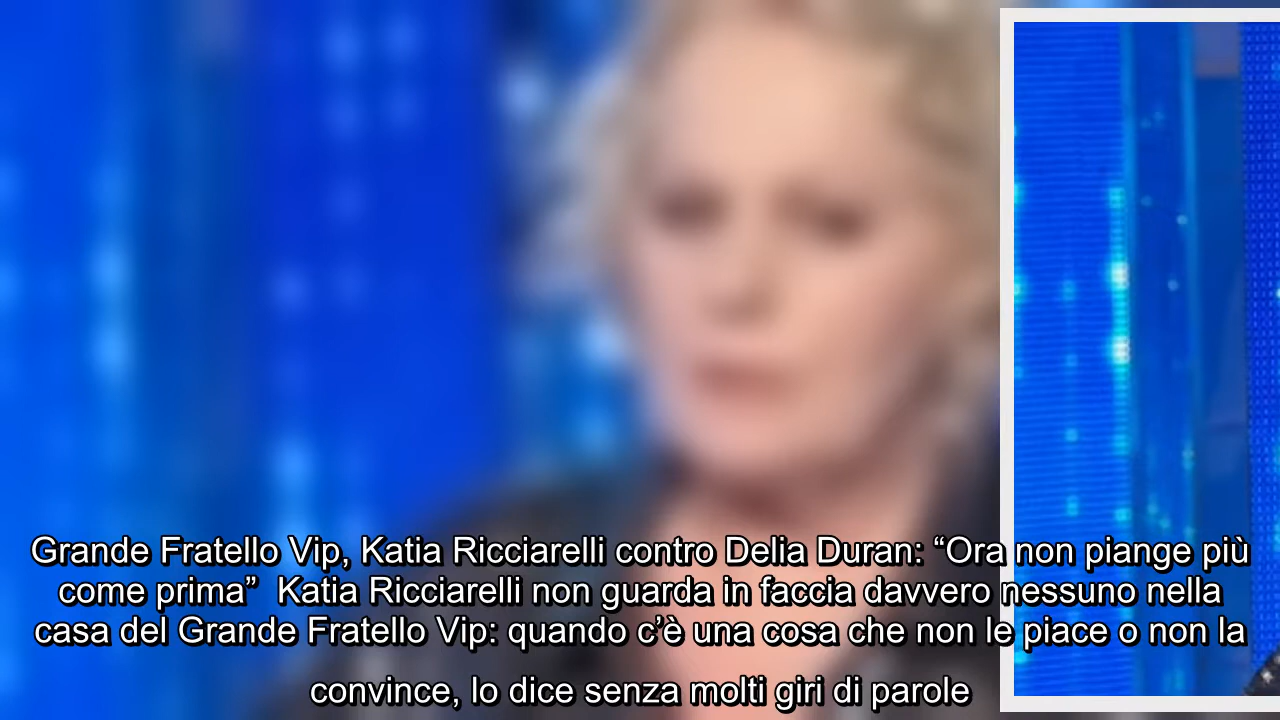 Grande Fratello Vip, Katia Ricciarelli contro Delia Duran: “Ora non piange più
come prima”  Katia Ricciarelli non guarda in faccia davvero nessuno nella
casa del Grande Fratello Vip: quando c’è una cosa che non le piace o non la
convince, lo dice senza molti giri di parole